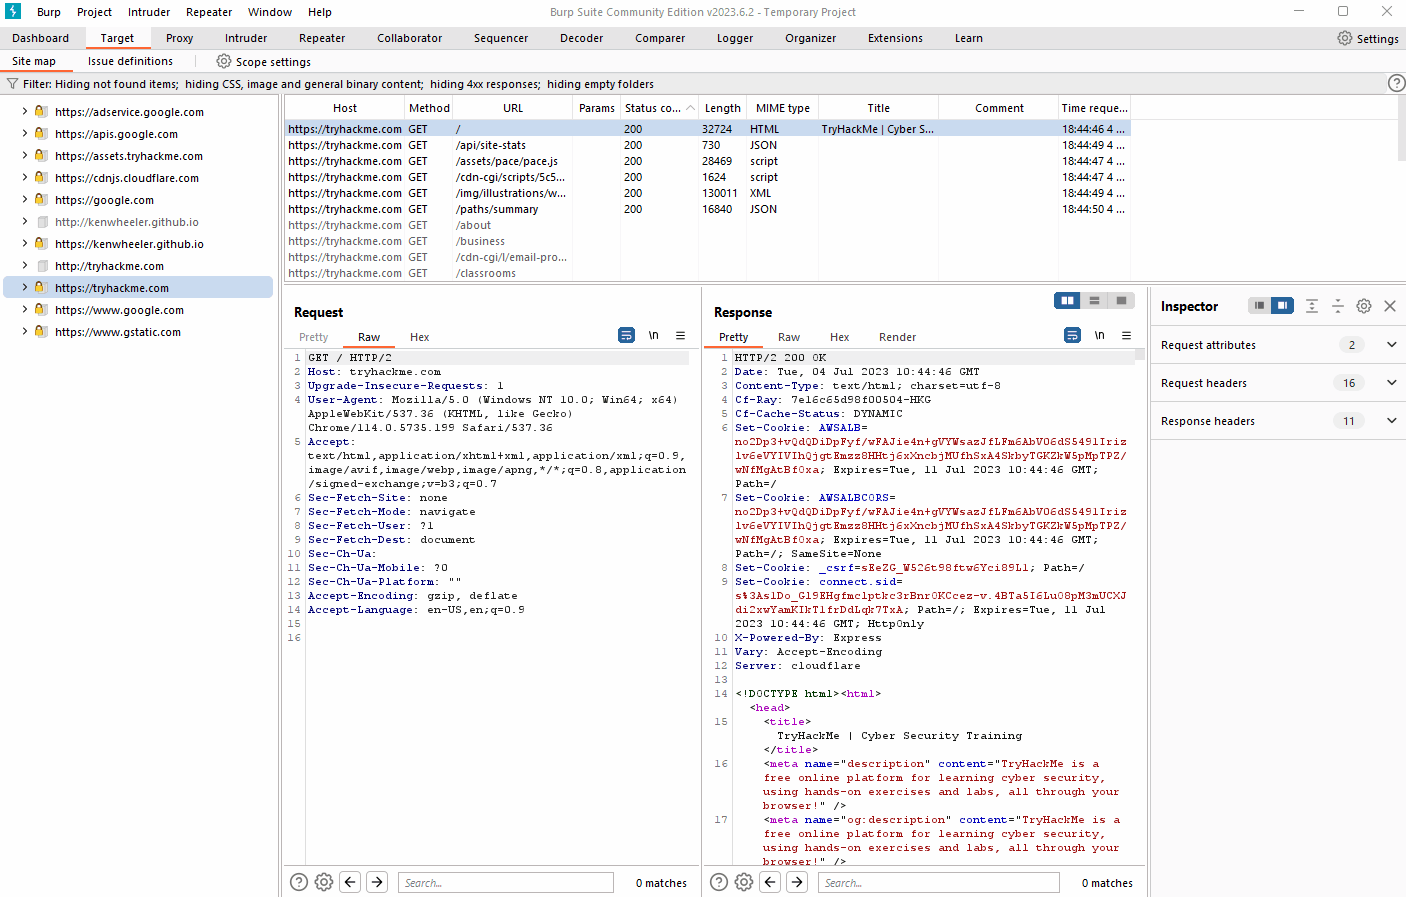 Burp Project Intruder Repeater Window Help
Burp Suite Community Edition v2023.6.2 - Temporary Project
Dashboard Target Proxy Intruder Repeater Collaborator Sequencer Decoder Comparer Logger Organizer Extensions Learn
Settings
Site map Issue definitions Scope settings
Filter: Hiding not found items; hiding CSS, image and general binary content; hiding 4xx responses; hiding empty folders
https://adservice.google.com
https://apis.google.com
https://assets.tryhackme.com
https://cdnjs.cloudflare.com
https://google.com
http://kenwheeler.github.io
https://kenwheeler.github.io
http://tryhackme.com
https://tryhackme.com
https://www.google.com
https://www.gstatic.com
Host Method URL Params Status co... Length MIME type Title Comment Time reque...
https://tryhackme.com GET / 200 32724 HTML TryHackMe | Cyber S... 18:44:46 4 ...
https://tryhackme.com GET /api/site-stats 200 730 JSON 18:44:49 4 ...
https://tryhackme.com GET /assets/pace/pace.js 200 28469 script 18:44:47 4 ...
https://tryhackme.com GET /cdn-cgi/scripts/5c5... 200 1624 script 18:44:47 4 ...
https://tryhackme.com GET /img/illustrations/w... 200 130011 XML 18:44:49 4 ...
https://tryhackme.com GET /paths/summary 200 16840 JSON 18:44:50 4 ...
https://tryhackme.com GET /about
https://tryhackme.com GET /business
https://tryhackme.com GET /cdn-cgi/l/email-pro...
https://tryhackme.com GET /classrooms
Request
Pretty Raw Hex
\n
1 GET / HTTP/2
2 Host: tryhackme.com
3 Upgrade-Insecure-Requests: 1
4 User-Agent: Mozilla/5.0 (Windows NT 10.0; Win64; x64)
AppleWebKit/537.36 (KHTML, like Gecko)
Chrome/114.0.5735.199 Safari/537.36
5 Accept:
text/html,application/xhtml+xml,application/xml;q=0.9,
image/avif,image/webp,image/apng,*/*;q=0.8,application
/signed-exchange;v=b3;q=0.7
6 Sec-Fetch-Site: none
7 Sec-Fetch-Mode: navigate
8 Sec-Fetch-User: ?1
9 Sec-Fetch-Dest: document
10 Sec-Ch-Ua:
11 Sec-Ch-Ua-Mobile: ?0
12 Sec-Ch-Ua-Platform: ""
13 Accept-Encoding: gzip, deflate
14 Accept-Language: en-US,en;q=0.9
15
16
Search...
0 matches
Response
Pretty Raw Hex Render
\n
1 HTTP/2 200 OK
2 Date: Tue, 04 Jul 2023 10:44:46 GMT
3 Content-Type: text/html; charset=utf-8
4 Cf-Ray: 7e16c65d98f00504-HKG
5 Cf-Cache-Status: DYNAMIC
6 Set-Cookie: AWSALB=
no2Dp3+vQdQDiDpFyf/wFAJie4n+gVYWsazJfLFm6AbV06dS549lIriz
lv6eVYIVIhQjgtEmzz8HHtj6xXncbjMUfhSxA4SkbyTGKZkW5pMpTPZ/
wNfMgAtBf0xa; Expires=Tue, 11 Jul 2023 10:44:46 GMT;
Path=/
7 Set-Cookie: AWSALBCORS=
no2Dp3+vQdQDiDpFyf/wFAJie4n+gVYWsazJfLFm6AbV06dS549lIriz
lv6eVYIVIhQjgtEmzz8HHtj6xXncbjMUfhSxA4SkbyTGKZkW5pMpTPZ/
wNfMgAtBf0xa; Expires=Tue, 11 Jul 2023 10:44:46 GMT;
Path=/; SameSite=None
8 Set-Cookie: _csrf=sEeZG_W526t98ftw6Yci89Ll; Path=/
9 Set-Cookie: connect.sid=
s%3AslDo_Gl9EHgfmclptkc3rBnr0KCcez-v.4BTa5I6Lu08pM3mUCXJ
di2xwYamKIkTlfrDdLqk7TxA; Path=/; Expires=Tue, 11 Jul
2023 10:44:46 GMT; HttpOnly
10 X-Powered-By: Express
11 Vary: Accept-Encoding
12 Server: cloudflare
13
14 <!DOCTYPE html><html>
<head>
15 <title>
TryHackMe | Cyber Security Training
</title>
16 <meta name="description" content="TryHackMe is a
free online platform for learning cyber security,
using hands-on exercises and labs, all through your
browser!" />
17 <meta name="og:description" content="TryHackMe is a
free online platform for learning cyber security,
using hands-on exercises and labs, all through your
browser!" />
Search...
0 matches
Inspector
Request attributes 2
Request headers 16
Response headers 11